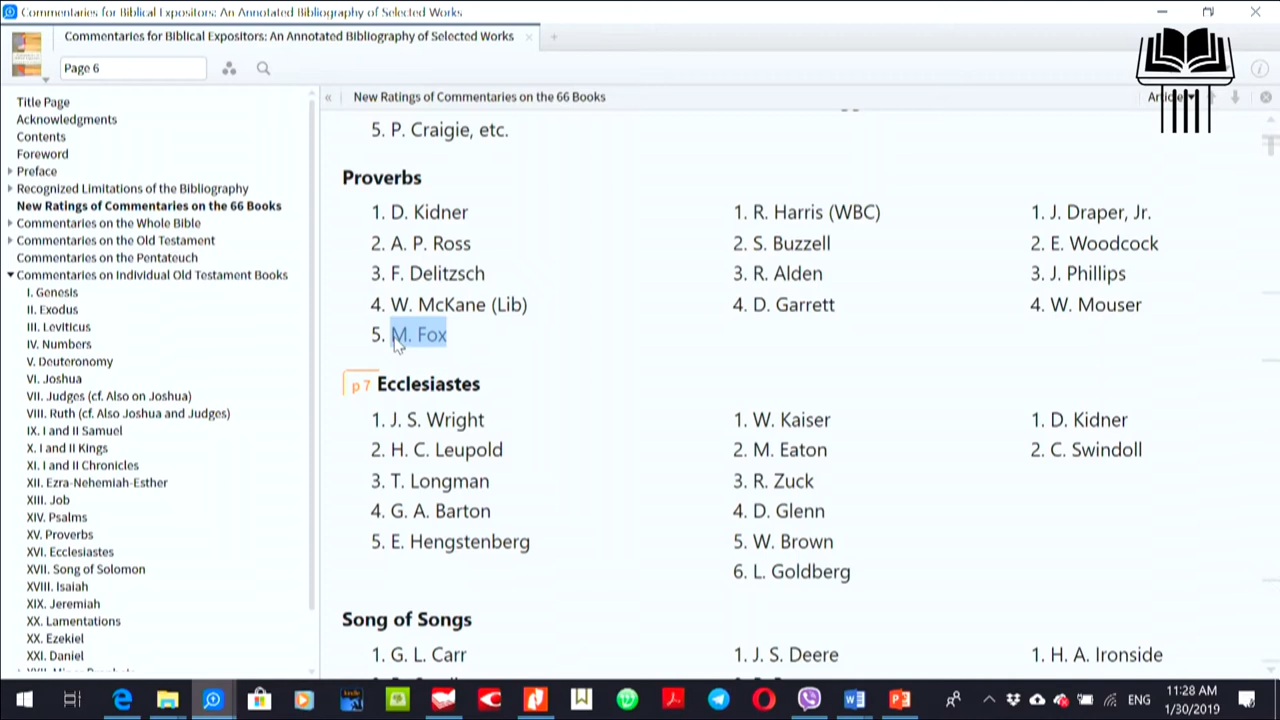 Commentaries for Biblical Expositors: An Annotated Bibliography of Selected Works
Commentaries for Biblical Expositors: An Annotated Bibliography of Selected Works
Page 6
New Ratings of Commentaries on the 66 Books
Article
Title Page
Acknowledgments
Contents
Foreword
Preface
Recognized Limitations of the Bibliography
New Ratings of Commentaries on the 66 Books
Commentaries on the Whole Bible
Commentaries on the Old Testament
Commentaries on the Pentateuch
Commentaries on Individual Old Testament Books
I. Genesis
II. Exodus
III. Leviticus
IV. Numbers
V. Deuteronomy
VI. Joshua
VII. Judges (cf. Also on Joshua)
VIII. Ruth (cf. Also Joshua and Judges)
IX. I and II Samuel
X. I and II Kings
XI. I and II Chronicles
XII. Ezra-Nehemiah-Esther
XIII. Job
XIV. Psalms
XV. Proverbs
XVI. Ecclesiastes
XVII. Song of Solomon
XVIII. Isaiah
XIX. Jeremiah
XX. Lamentations
XX. Ezekiel
XXI. Daniel
5. P. Craigie, etc.
Proverbs
1. D. Kidner
2. A. P. Ross
3. F. Delitzsch
4. W. McKane (Lib)
5. M. Fox
1. R. Harris (WBC)
2. S. Buzzell
3. R. Alden
4. D. Garrett
1. J. Draper, Jr.
2. E. Woodcock
3. J. Phillips
4. W. Mouser
p 7 Ecclesiastes
1. J. S. Wright
2. H. C. Leupold
3. T. Longman
4. G. A. Barton
5. E. Hengstenberg
1. W. Kaiser
2. M. Eaton
3. R. Zuck
4. D. Glenn
5. W. Brown
6. L. Goldberg
1. D. Kidner
2. C. Swindoll
Song of Songs
1. G. L. Carr
1. J. S. Deere
1. H. A. Ironside
ENG
11:28 AM
1/30/2019